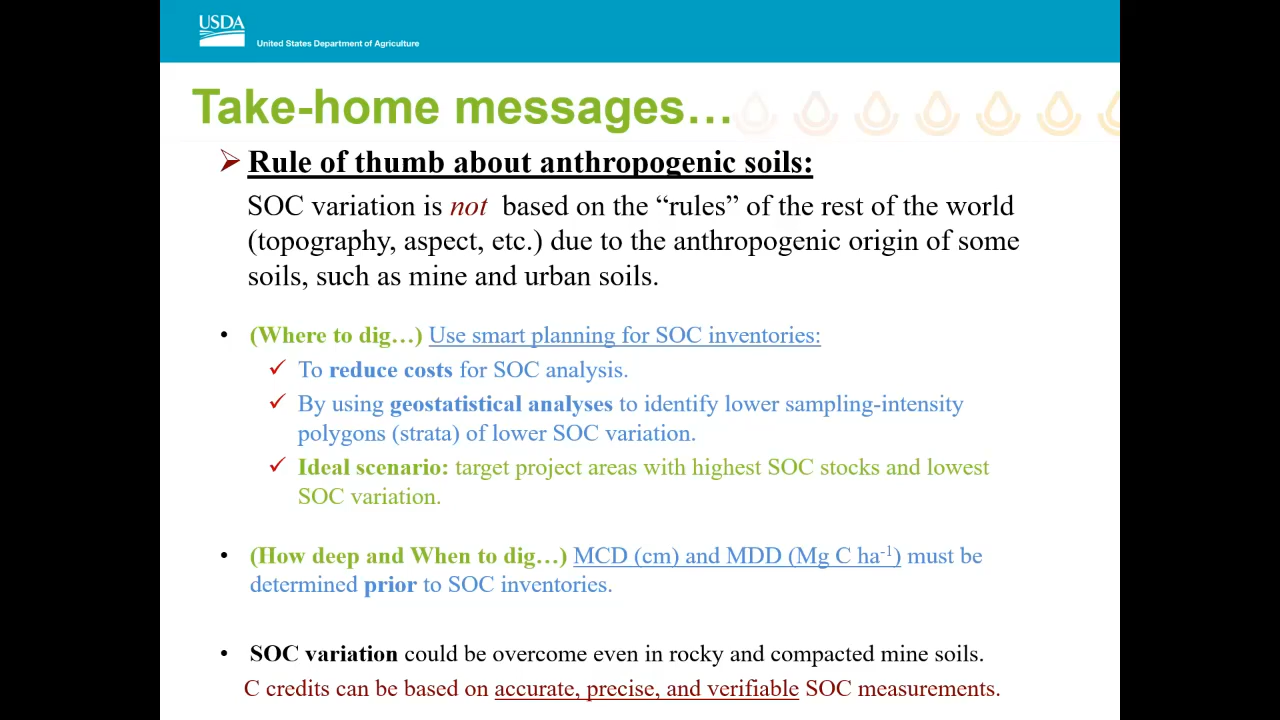 USDA
United States Department of Agriculture
Take-home messages…
Rule of thumb about anthropogenic soils:
SOC variation is not based on the “rules” of the rest of the world
(topography, aspect, etc.) due to the anthropogenic origin of some
soils, such as mine and urban soils.
• (Where to dig…) Use smart planning for SOC inventories:
✓ To reduce costs for SOC analysis.
✓ By using geostatistical analyses to identify lower sampling-intensity
polygons (strata) of lower SOC variation.
✓ Ideal scenario: target project areas with highest SOC stocks and lowest
SOC variation.
• (How deep and When to dig…) MCD (cm) and MDD (Mg C ha⁻¹) must be
determined prior to SOC inventories.
• SOC variation could be overcome even in rocky and compacted mine soils.
C credits can be based on accurate, precise, and verifiable SOC measurements.